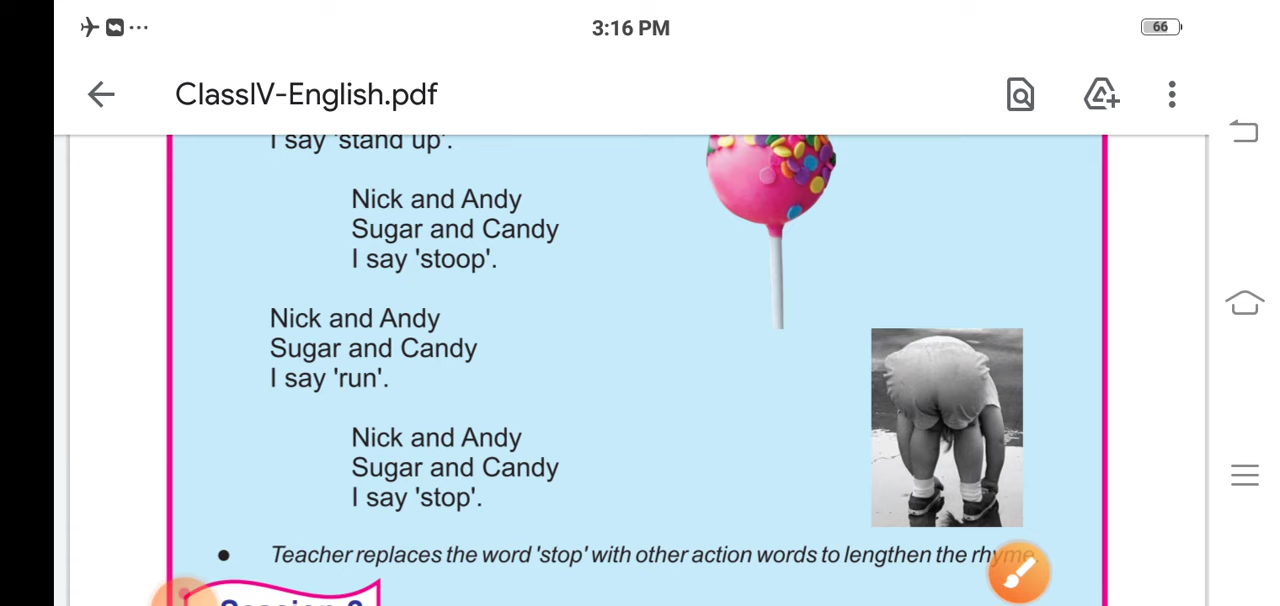 3:16 PM
66
ClassIV-English.pdf
I say 'stand up'.
Nick and Andy
Sugar and Candy
I say 'stoop'.
Nick and Andy
Sugar and Candy
I say 'run'.
Nick and Andy
Sugar and Candy
I say 'stop'.
● Teacher replaces the word 'stop' with other action words to lengthen the rhyme.